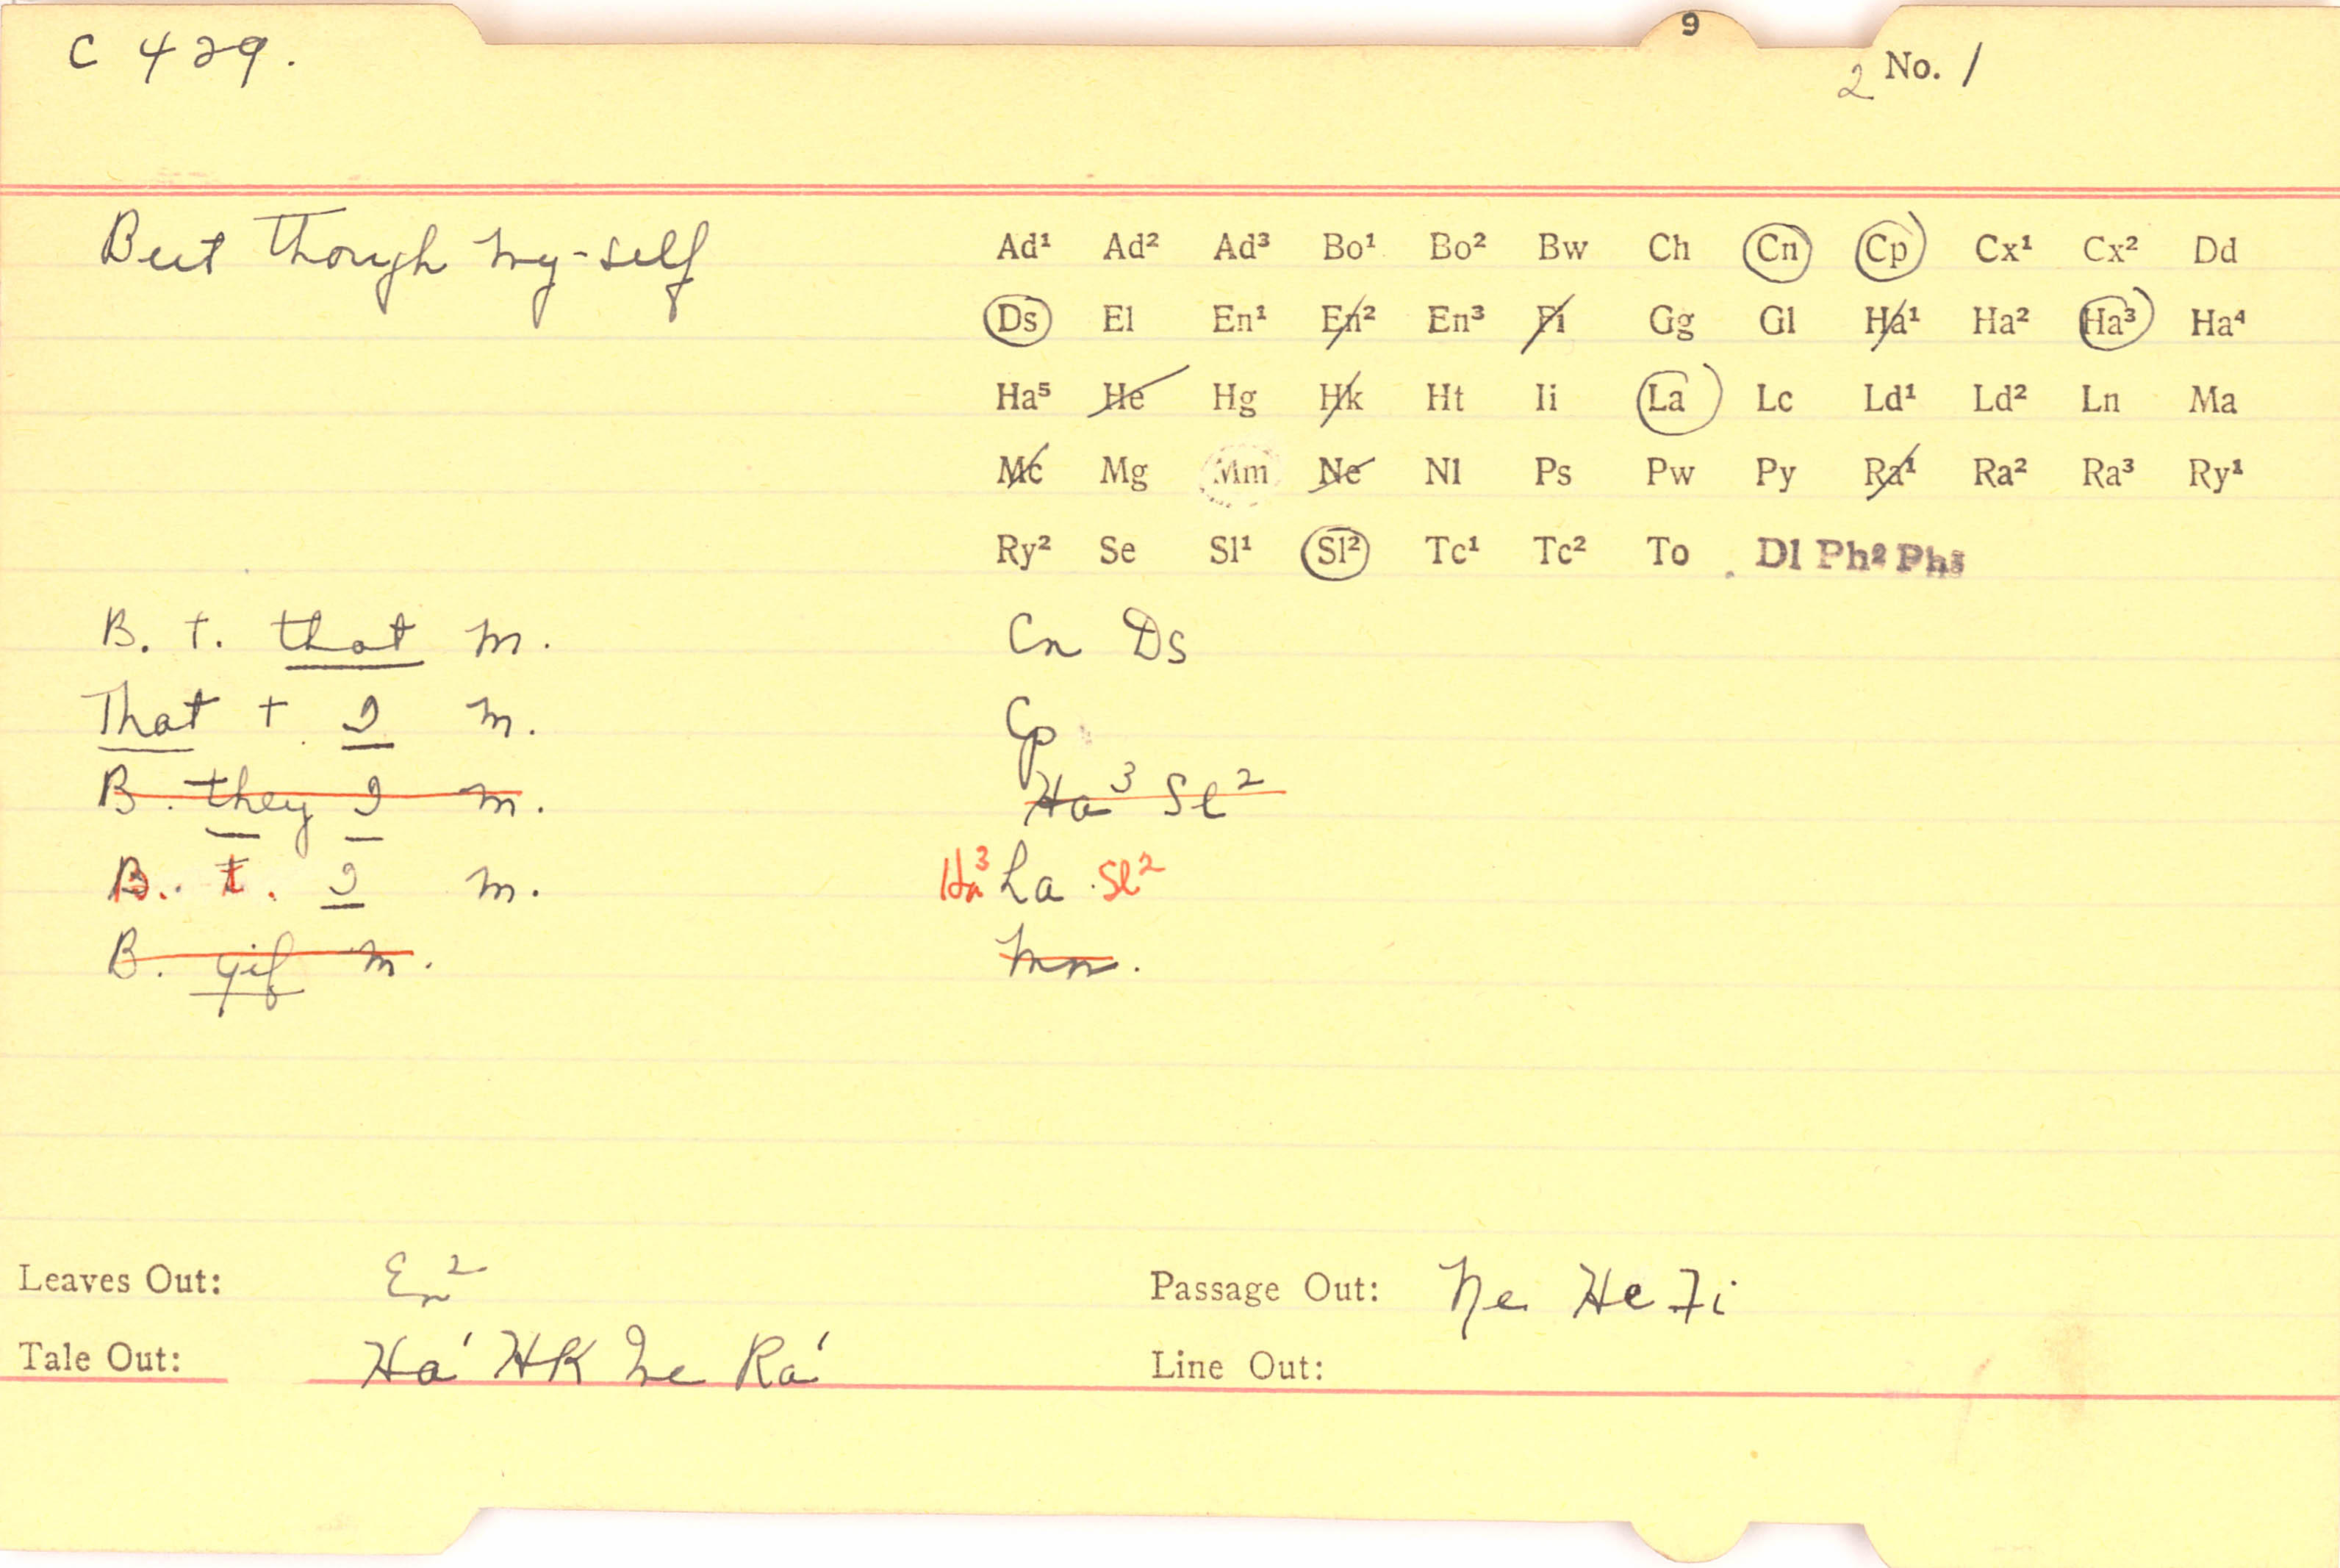 9
C 429.
2 No. 1
But though my-self
Ad¹ Ad² Ad³ Bo¹ Bo² Bw Ch Cn Cp Cx¹ Cx² Dd
Ds El En¹ En² En³ Fi Gg Gl Ha¹ Ha² Ha³ Ha⁴
Ha⁵ He Hg Hk Ht Ii La Lc Ld¹ Ld² Ln Ma
Mc Mg Mm Ne Nl Ps Pw Py Ra¹ Ra² Ra³ Ry¹
Ry² Se Sl¹ Sl² Tc¹ Tc² To Dl Ph² Ph³
B. t. that m. Cn Ds
That t I m. Cp
B. they I m. Ha³ Sl²
B. t. I m. Ha³ La Sl²
B. yif m. Mm.
Leaves Out: En² Passage Out: Ne He Fi
Tale Out: Ha¹ HK Mc Ra¹ Line Out: